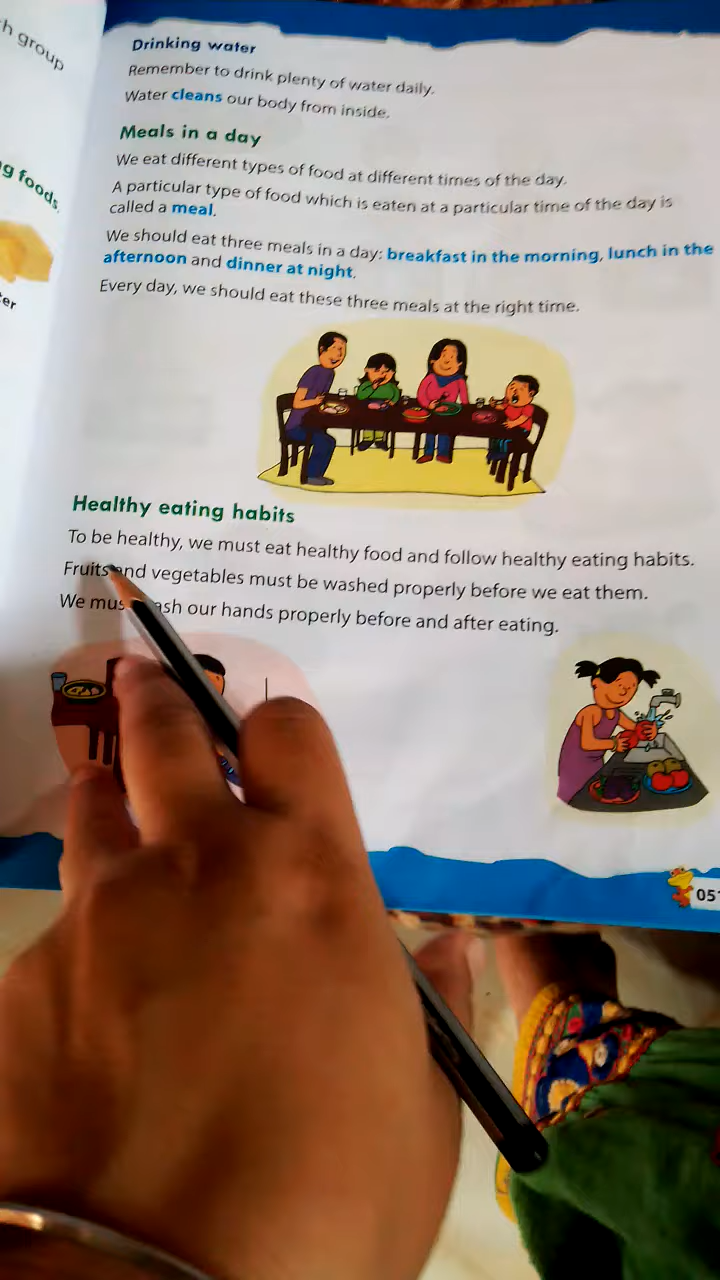 h group
g foods
er
Drinking water
Remember to drink plenty of water daily.
Water cleans our body from inside.
Meals in a day
We eat different types of food at different times of the day.
A particular type of food which is eaten at a particular time of the day is
called a meal.
We should eat three meals in a day: breakfast in the morning, lunch in the
afternoon and dinner at night.
Every day, we should eat these three meals at the right time.
Healthy eating habits
To be healthy, we must eat healthy food and follow healthy eating habits.
Fruits and vegetables must be washed properly before we eat them.
We mus ash our hands properly before and after eating.
05